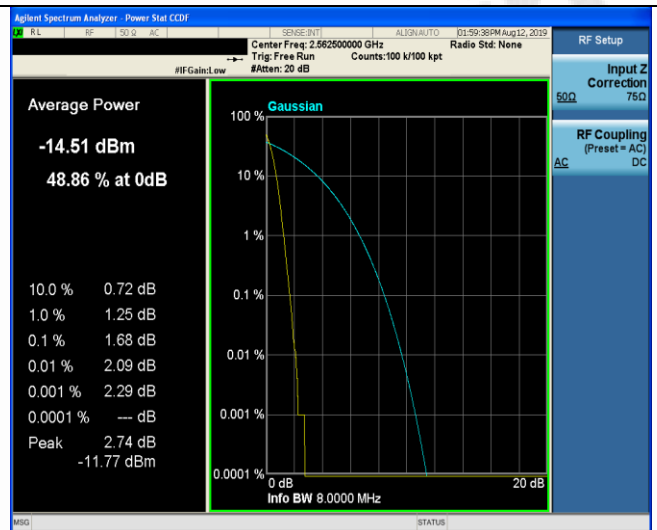 Agilent Spectrum Analyzer - Power Stat CCDF
RL RF 50 Ω AC SENSE:INT ALIGNAUTO 01:59:38PM Aug12, 2019
Center Freq: 2.562500000 GHz Radio Std: None
Trig: Free Run Counts:100 k/100 kpt
#IFGain:Low #Atten: 20 dB
RF Setup
Input Z
Correction
50Ω 75Ω
RF Coupling
(Preset = AC)
AC DC
Average Power
-14.51 dBm
48.86 % at 0dB
10.0 % 0.72 dB
1.0 % 1.25 dB
0.1 % 1.68 dB
0.01 % 2.09 dB
0.001 % 2.29 dB
0.0001 % --- dB
Peak 2.74 dB
-11.77 dBm
Gaussian
100 %
10 %
1 %
0.1 %
0.01 %
0.001 %
0.0001 %
0 dB 20 dB
Info BW 8.0000 MHz
MSG STATUS